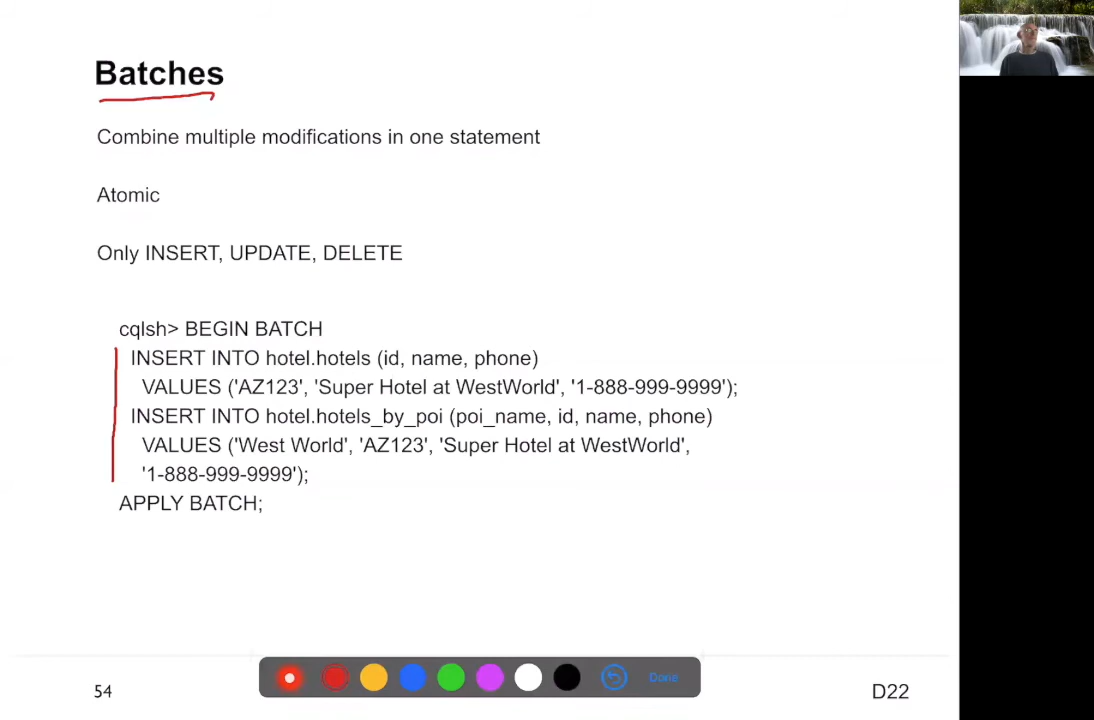 Batches
Combine multiple modifications in one statement
Atomic
Only INSERT, UPDATE, DELETE
cqlsh> BEGIN BATCH
INSERT INTO hotel.hotels (id, name, phone)
VALUES ('AZ123', 'Super Hotel at WestWorld', '1-888-999-9999');
INSERT INTO hotel.hotels_by_poi (poi_name, id, name, phone)
VALUES ('West World', 'AZ123', 'Super Hotel at WestWorld',
'1-888-999-9999');
APPLY BATCH;
Done
54
D22